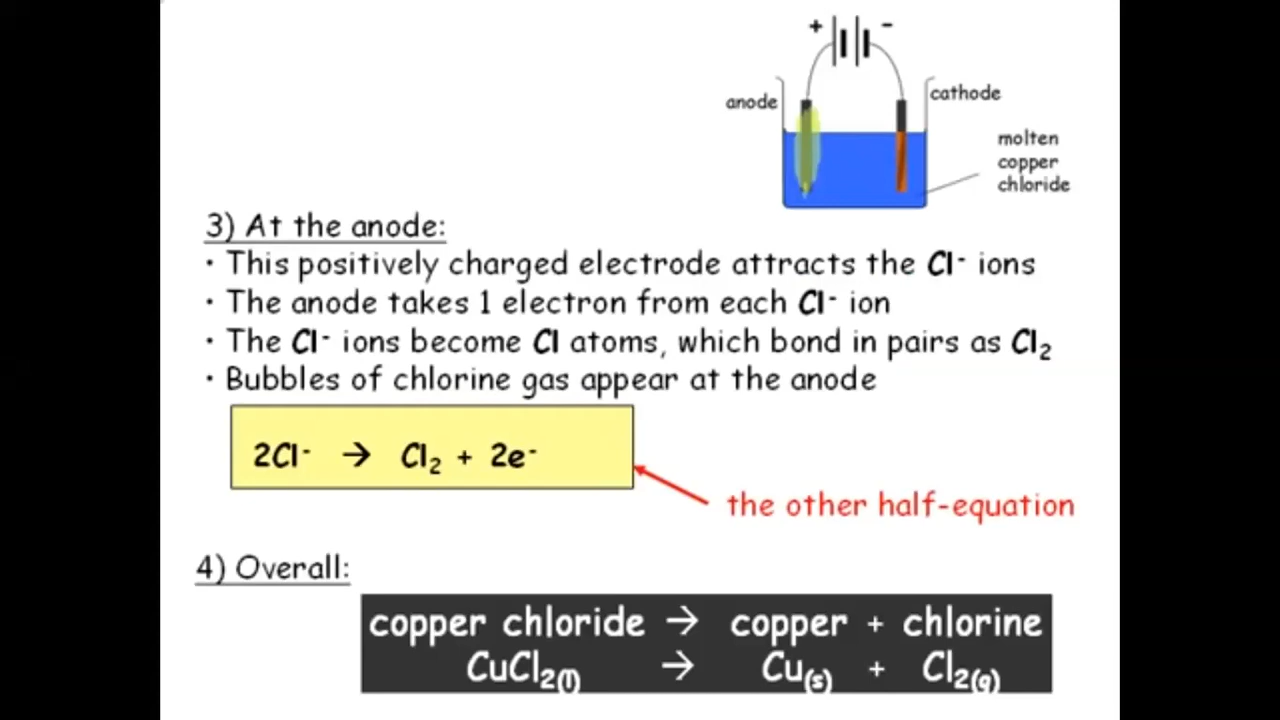 + -
anode
cathode
molten
copper
chloride
3) At the anode:
• This positively charged electrode attracts the Cl⁻ ions
• The anode takes 1 electron from each Cl⁻ ion
• The Cl⁻ ions become Cl atoms, which bond in pairs as Cl₂
• Bubbles of chlorine gas appear at the anode
2Cl⁻ → Cl₂ + 2e⁻
the other half-equation
4) Overall:
copper chloride → copper + chlorine
CuCl₂(l) → Cu(s) + Cl₂(g)